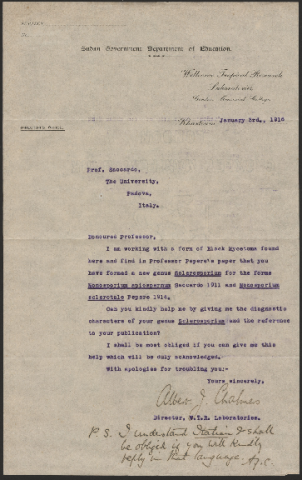 Sudan Government Department of Education.
Wellcome Tropical Research
Laboratories
Gordon Memorial College
Khartoum January 3rd., 1916
Prof. Saccardo,
The University,
Padova,
Italy.
Honoured Professor,
I am working with a form of Black Mycetoma found
here and find in Professor Pepere's paper that you
have formed a new genus Sclerosporium for the forms
Monosporium apiospermum Saccardo 1911 and Monosporium
sclerotiale Pepere 1914.
Can you kindly help me by giving me the diagnostic
characters of your genus Sclerosporium and the reference
to your publication?
I shall be most obliged if you can give me this
help which will be duly acknowledged.
With apologies for troubling you:-
Yours sincerely,
Albert J. Chalmers
Director, W.T.R. Laboratories.
P.S. I understand Italian & shall
be obliged if you will kindly
reply in that language. A.J.C.